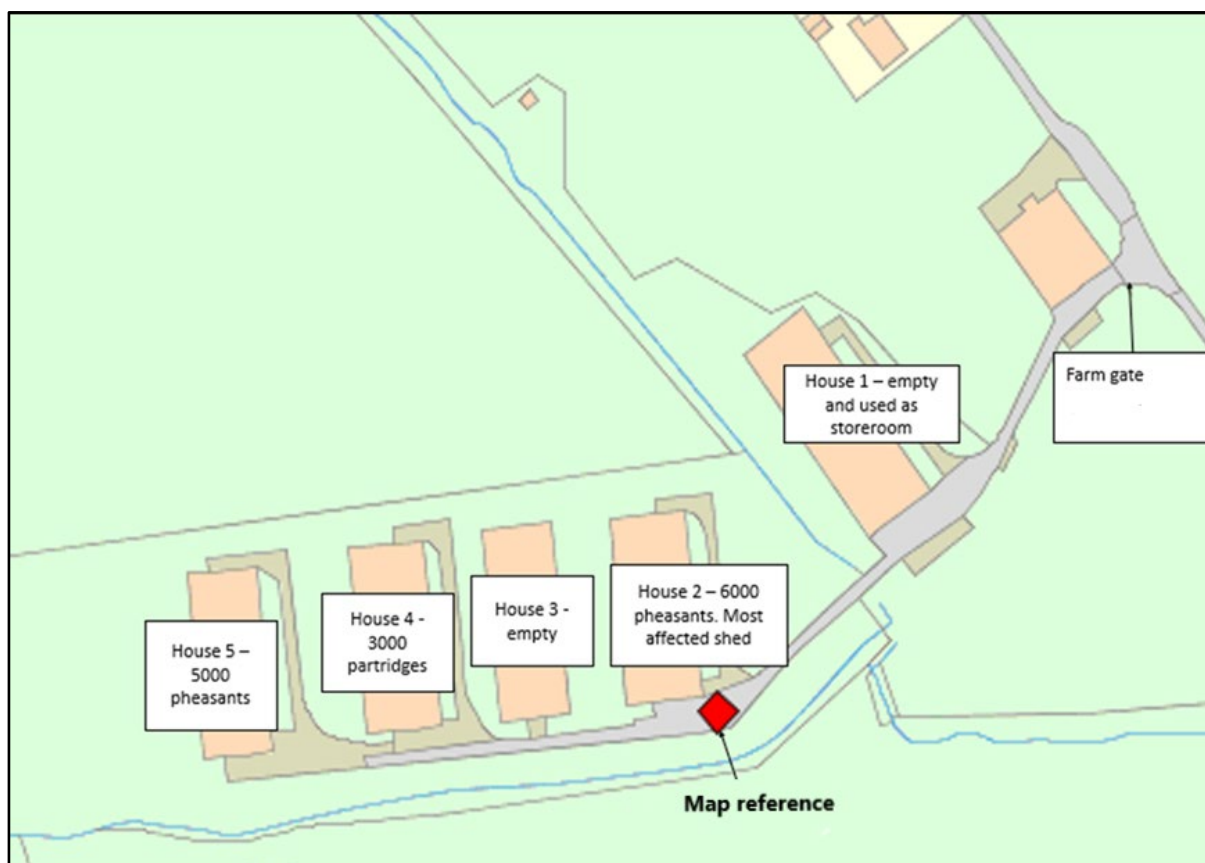 House 1 – empty
and used as
storeroom
Farm gate
House 2 – 6000
pheasants. Most
affected shed
House 3 -
empty
House 4 -
3000
partridges
House 5 –
5000
pheasants
Map reference